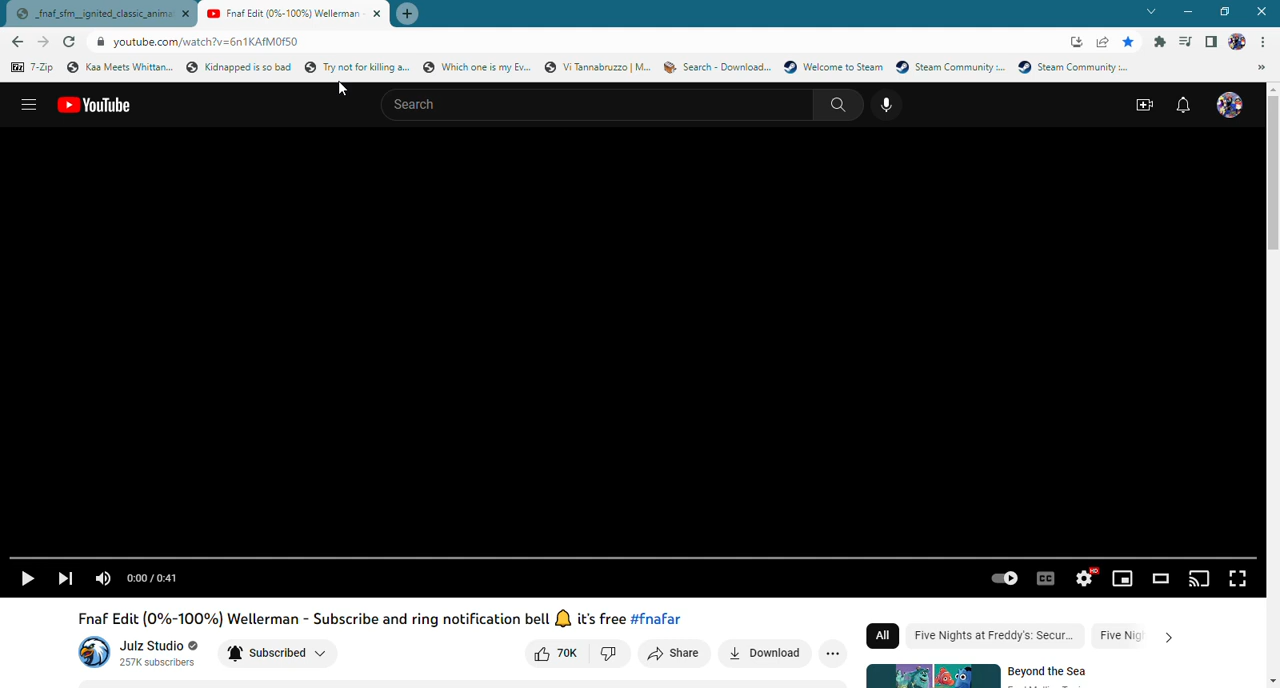 _fnaf_sfm__ignited_classic_anima
Fnaf Edit (0%-100%) Wellerman -
youtube.com/watch?v=6n1KAfM0f50
7-Zip
Kaa Meets Whittan...
Kidnapped is so bad
Try not for killing a...
Which one is my Ev...
Vi Tannabruzzo | M...
Search - Download...
Welcome to Steam
Steam Community :...
Steam Community :...
»
YouTube
Search
0:00 / 0:41
CC
HD
Fnaf Edit (0%-100%) Wellerman - Subscribe and ring notification bell 🔔 it's free #fnafar
Julz Studio
257K subscribers
Subscribed
70K
Share
Download
All
Five Nights at Freddy's: Secur...
Five Nig
Beyond the Sea